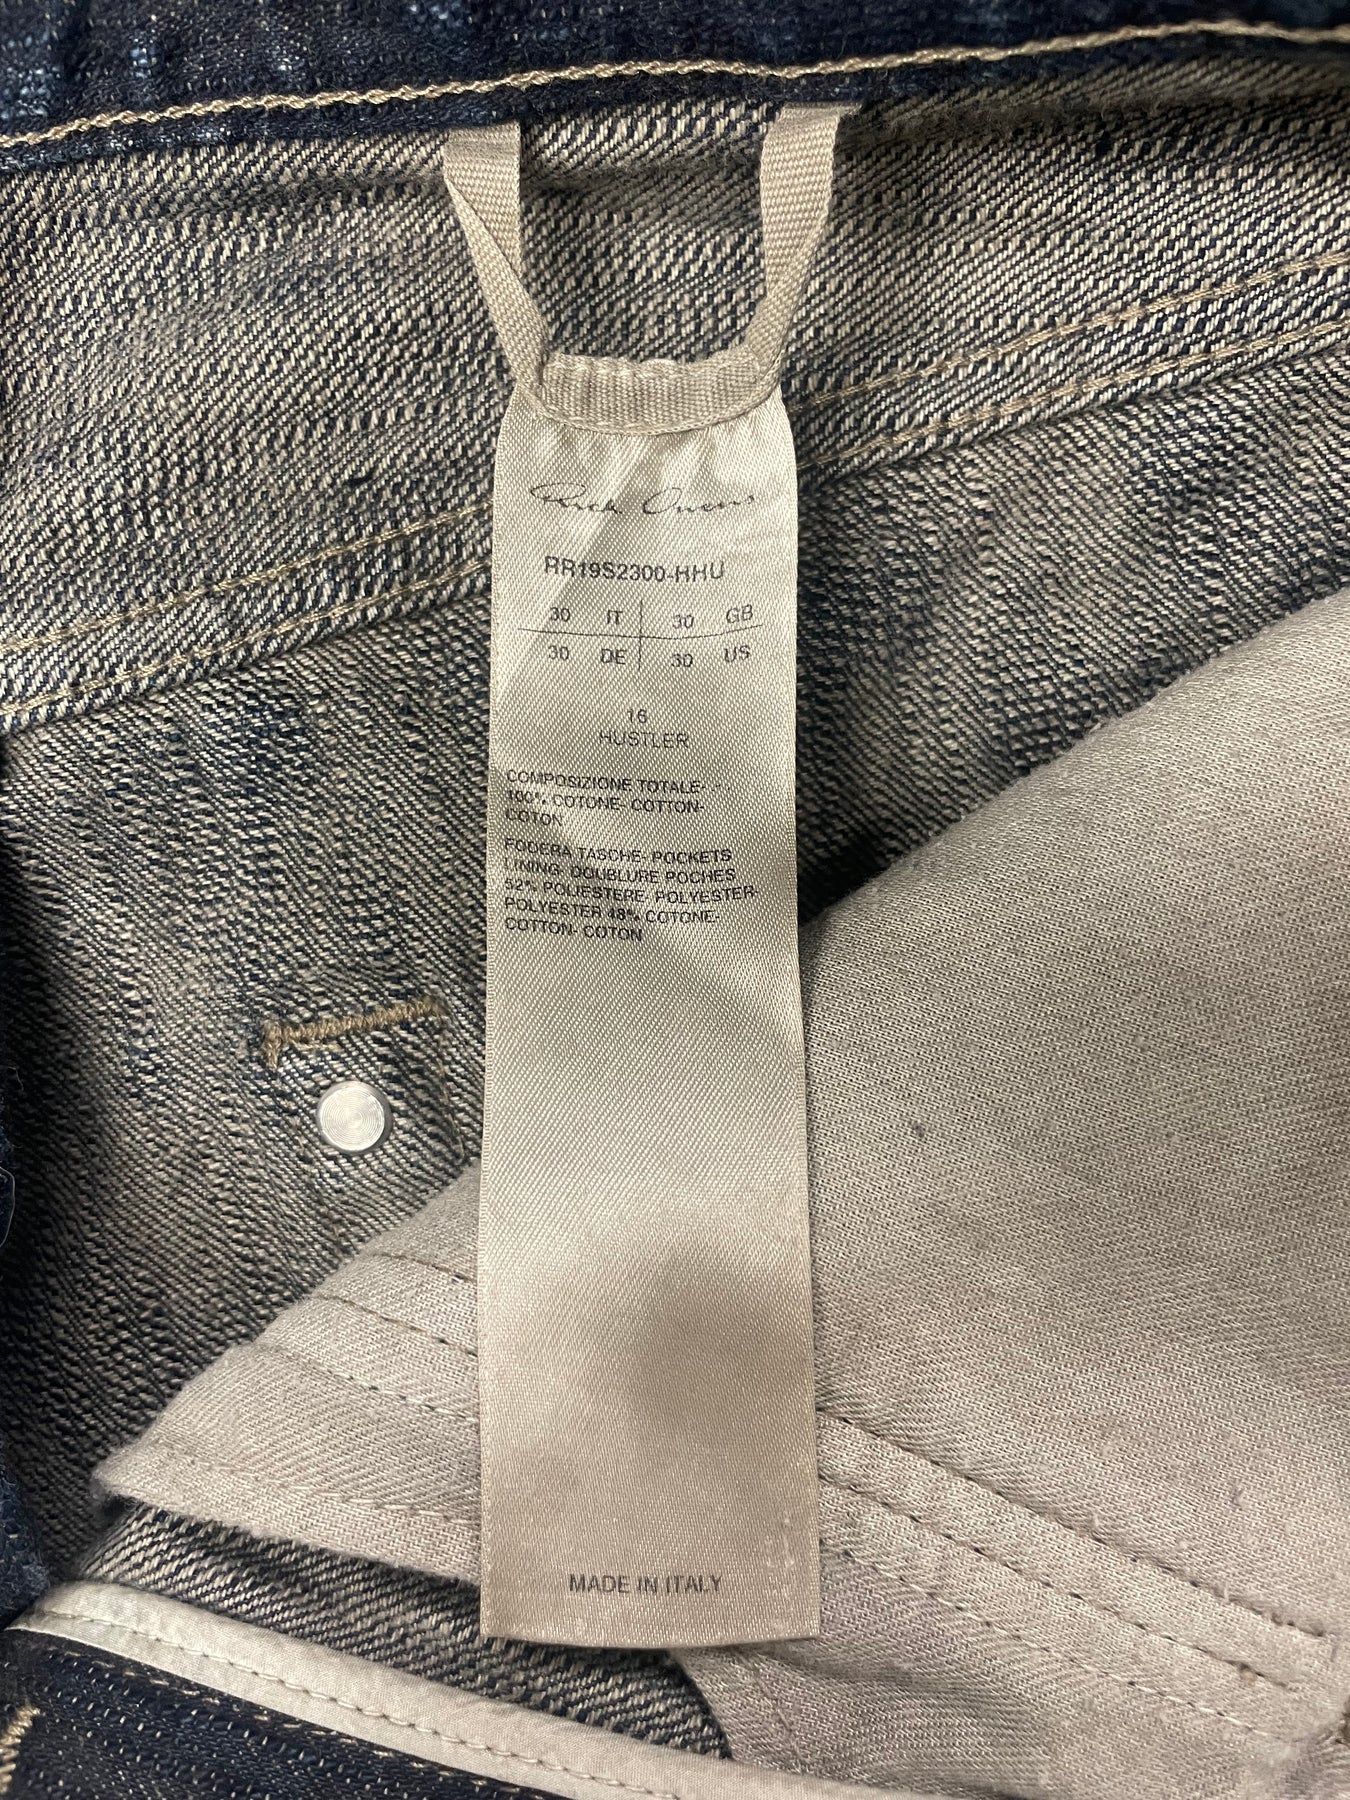 Rick Owens
RR19S2300-HHU
30 IT 30 GB
30 DE 30 US
16
HUSTLER
COMPOSIZIONE TOTALE- -
100% COTONE- COTTON-
COTON
FODERA TASCHE- POCKETS
LINING- DOUBLURE POCHES
52% POLIESTERE- POLYESTER-
POLYESTER 48% COTONE-
COTTON- COTON
MADE IN ITALY